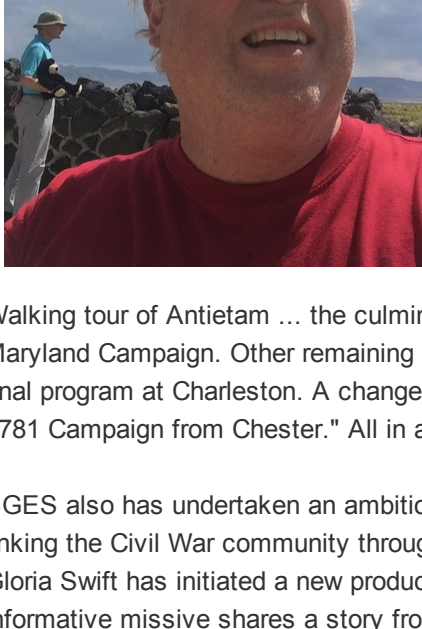 Walking tour of Antietam ... the culmin
Maryland Campaign. Other remaining
nal program at Charleston. A change
781 Campaign from Chester." All in a
GES also has undertaken an ambitio
nking the Civil War community throug
Gloria Swift has initiated a new produc
nformative missive shares a story fro